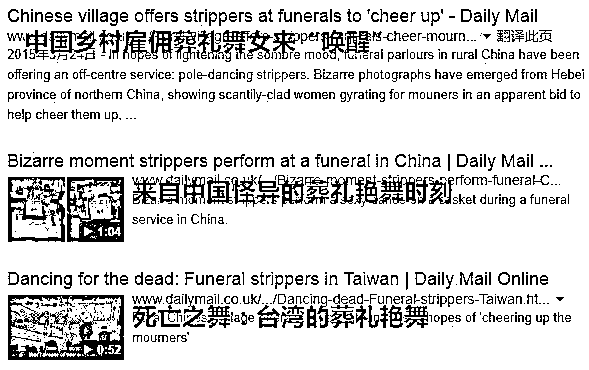 Chinese village offers strippers at funerals to 'cheer up' - Daily Mail
中国乡村雇佣葬礼舞女来“唤醒”
cheer-mourn... 翻译此页
2015年3月24日 - In hopes of lightening the sombre mood, funeral parlours in rural China have been
offering an off-centre service: pole-dancing strippers. Bizarre photographs have emerged from Hebei
province of northern China, showing scantily-clad women gyrating for mouners in an apparent bid to
help cheer them up, ...
Bizarre moment strippers perform at a funeral in China | Daily Mail ...
www.dailymail.co.uk/.../Bizarre-moment-strippers-perform-funeral-C...
来自中国怪异的葬礼艳舞时刻
casket during a funeral
1:04
service in China.
Dancing for the dead: Funeral strippers in Taiwan | Daily Mail Online
www.dailymail.co.uk/.../Dancing-dead-Funeral-strippers-Taiwan.ht...
死亡之舞：台湾的葬礼艳舞
hopes of 'cheering up the
0:52
mourners'